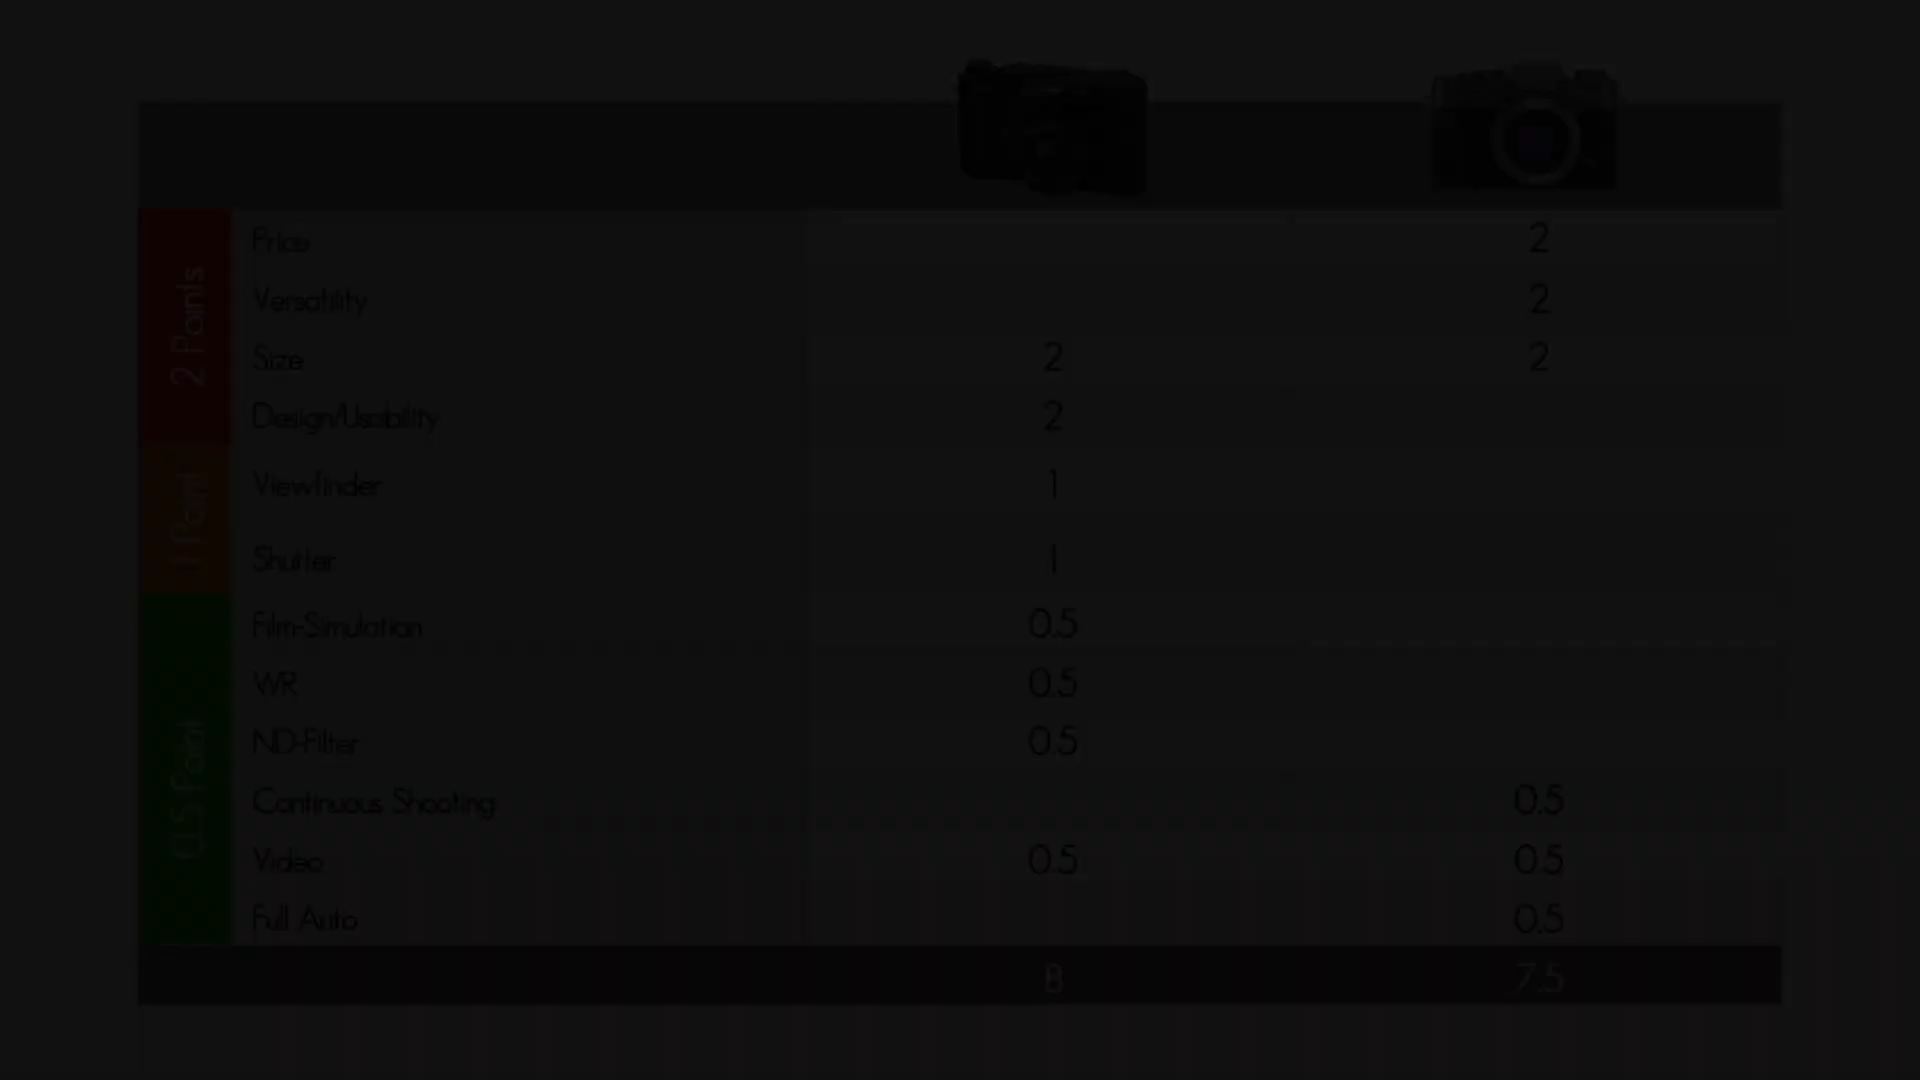 2 Points
Price 2
Versatility 2
Size 2 2
Design/Usability 2
1 Point
Viewfinder 1
Shutter 1
0.5 Point
Film-Simulation 0.5
WR 0.5
ND-Filter 0.5
Continuous Shooting 0.5
Video 0.5 0.5
Full Auto 0.5
8 7.5